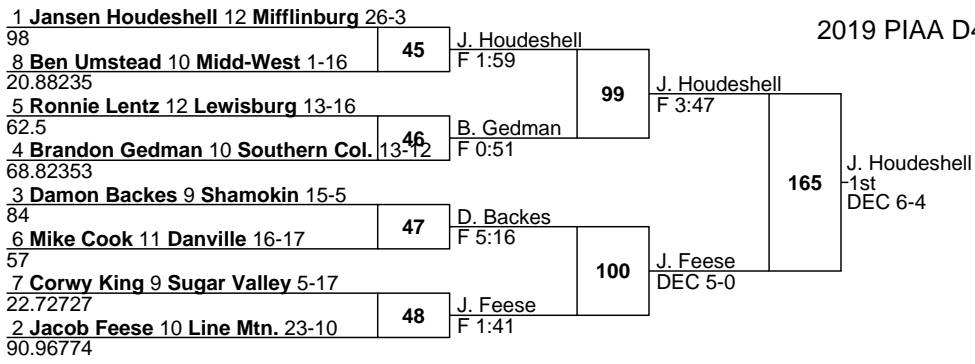 1 Jansen Houdeshell 12 Mifflinburg 26-3
98
8 Ben Umstead 10 Midd-West 1-16
20.88235
5 Ronnie Lentz 12 Lewisburg 13-16
62.5
4 Brandon Gedman 10 Southern Col. 13-12
68.82353
3 Damon Backes 9 Shamokin 15-5
84
6 Mike Cook 11 Danville 16-17
57
7 Corwy King 9 Sugar Valley 5-17
22.72727
2 Jacob Feese 10 Line Mtn. 23-10
90.96774
45
46
47
48
J. Houdeshell
F 1:59
B. Gedman
F 0:51
D. Backes
F 5:16
J. Feese
F 1:41
99
100
J. Houdeshell
F 3:47
J. Feese
DEC 5-0
165
2019 PIAA D4
J. Houdeshell
1st
DEC 6-4